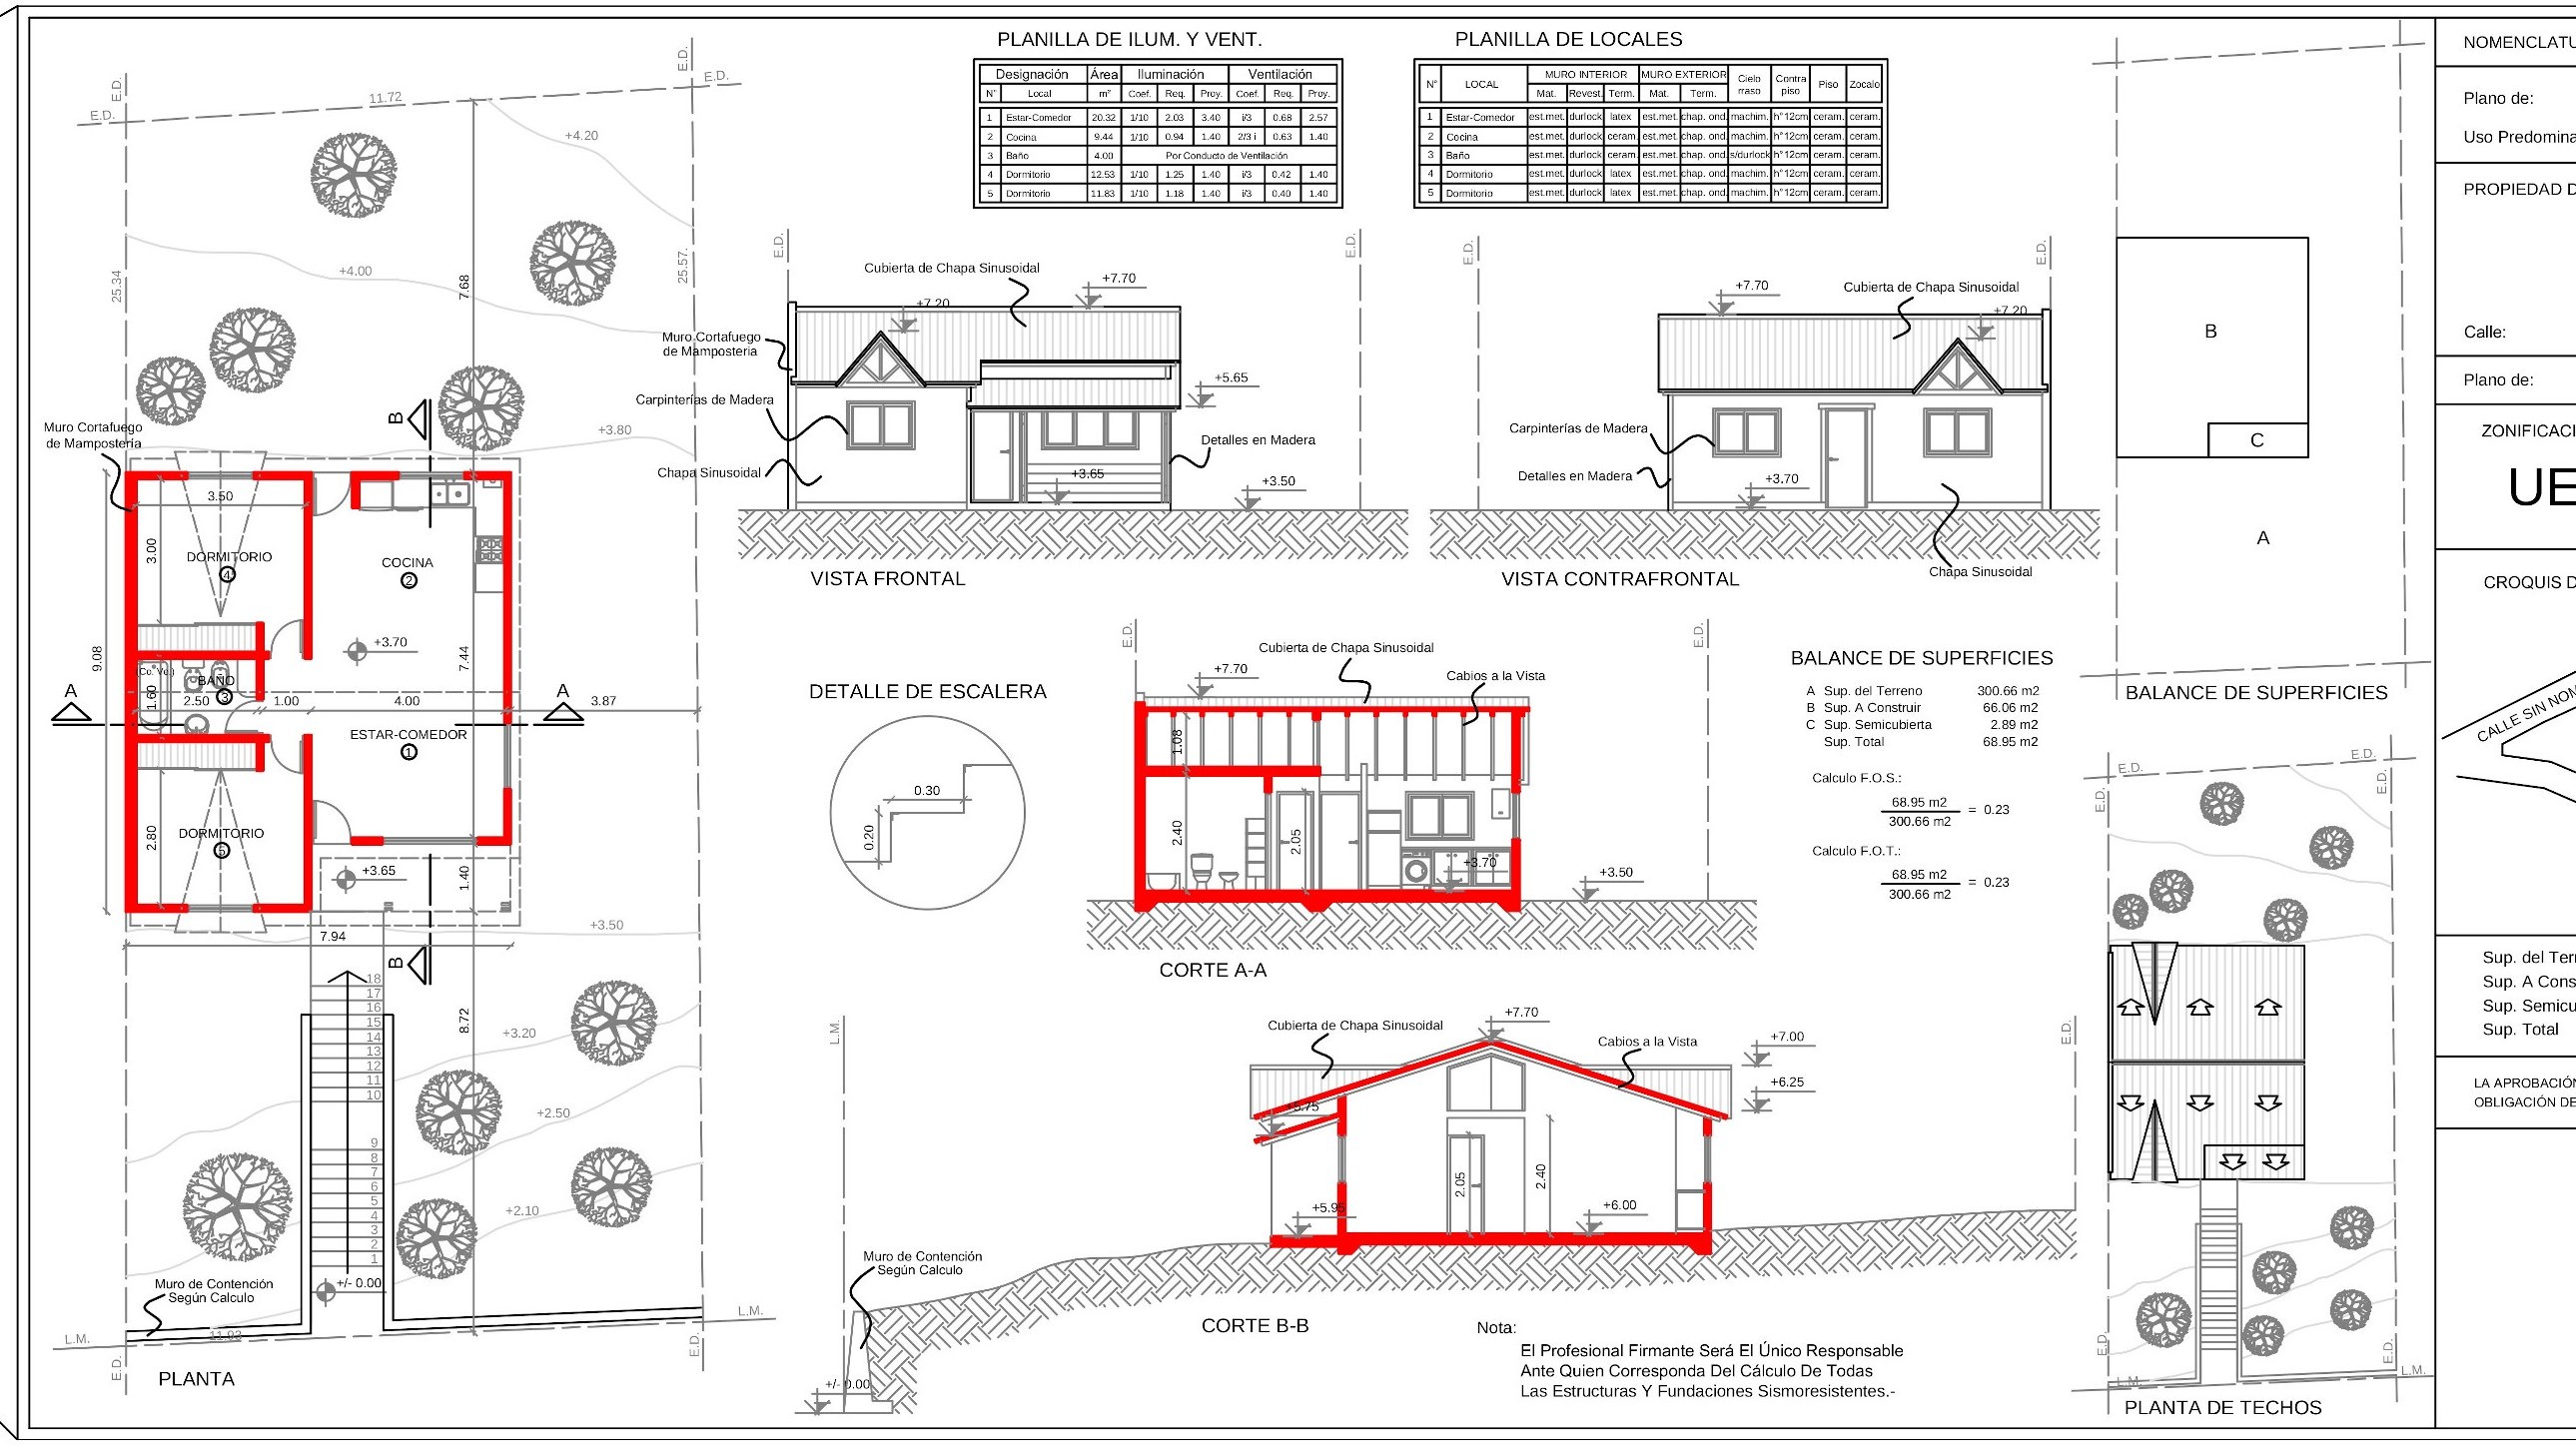 PLANILLA DE ILUM. Y VENT.
Designación Área Iluminación Ventilación
N° Local m² Coef. Req. Proy. Coef. Req. Proy.
1 Estar-Comedor 20.32 1/10 2.03 3.40 i/3 0.68 2.57
2 Cocina 9.44 1/10 0.94 1.40 2/3 i 0.63 1.40
3 Baño 4.00 Por Conducto de Ventilación
4 Dormitorio 12.53 1/10 1.25 1.40 i/3 0.42 1.40
5 Dormitorio 11.83 1/10 1.18 1.40 i/3 0.40 1.40
PLANILLA DE LOCALES
N° LOCAL MURO INTERIOR MURO EXTERIOR Cielo rraso Contra piso Piso Zocalo
Mat. Revest. Term. Mat. Term.
1 Estar-Comedor est.met. durlock latex est.met. chap. ond. machim. h°12cm ceram. ceram.
2 Cocina est.met. durlock ceram. est.met. chap. ond. machim. h°12cm ceram. ceram.
3 Baño est.met. durlock ceram. est.met. chap. ond. s/durlock h°12cm ceram. ceram.
4 Dormitorio est.met. durlock latex est.met. chap. ond. machim. h°12cm ceram. ceram.
5 Dormitorio est.met. durlock latex est.met. chap. ond. machim. h°12cm ceram. ceram.
E.D.
E.D.
E.D.
E.D.
11.72
+4.20
+4.00
25.34
25.57.
7.68
+3.80
Muro Cortafuego
de Mampostería
B
3.50
3.00
DORMITORIO
4
COCINA
2
+3.70
9.08
7.44
(Co. Ve.)
BAÑO
3
1.60
A
2.50
1.00
4.00
A
3.87
ESTAR-COMEDOR
1
DORMITORIO
5
2.80
+3.65
1.40
+3.50
7.94
B
18
17
16
15
14
13
12
11
10
9
8
7
6
5
4
3
2
1
8.72
+3.20
+2.50
+2.10
+/- 0.00
Muro de Contención
Según Calculo
L.M.
11.93
L.M.
E.D.
E.D.
PLANTA
E.D.
E.D.
Cubierta de Chapa Sinusoidal
+7.70
+7.20
Muro Cortafuego
de Mampostería
+5.65
Carpinterías de Madera
Detalles en Madera
Chapa Sinusoidal
+3.65
+3.50
VISTA FRONTAL
E.D.
E.D.
+7.70
Cubierta de Chapa Sinusoidal
+7.20
Carpinterías de Madera
Detalles en Madera
+3.70
Chapa Sinusoidal
VISTA CONTRAFRONTAL
DETALLE DE ESCALERA
0.30
0.20
E.D.
E.D.
Cubierta de Chapa Sinusoidal
+7.70
Cabios a la Vista
1.08
2.40
2.05
+3.70
+3.50
CORTE A-A
BALANCE DE SUPERFICIES
A Sup. del Terreno 300.66 m2
B Sup. A Construir 66.06 m2
C Sup. Semicubierta 2.89 m2
Sup. Total 68.95 m2
Calculo F.O.S.:
68.95 m2
300.66 m2
= 0.23
Calculo F.O.T.:
68.95 m2
300.66 m2
= 0.23
L.M.
E.D.
Cubierta de Chapa Sinusoidal
+7.70
Cabios a la Vista
+7.00
+6.25
+5.75
2.05
2.40
+5.95
+6.00
Muro de Contención
Según Calculo
+/- 0.00
CORTE B-B
Nota:
El Profesional Firmante Será El Único Responsable
Ante Quien Corresponda Del Cálculo De Todas
Las Estructuras Y Fundaciones Sismoresistentes.-
B
C
A
BALANCE DE SUPERFICIES
E.D.
E.D.
E.D.
E.D.
E.D.
E.D.
L.M.
L.M.
PLANTA DE TECHOS
NOMENCLATU
Plano de:
Uso Predomina
PROPIEDAD D
Calle:
Plano de:
ZONIFICACI
UE
CROQUIS D
CALLE SIN NOM
Sup. del Terr
Sup. A Cons
Sup. Semicu
Sup. Total
LA APROBACIÓN
OBLIGACIÓN DE